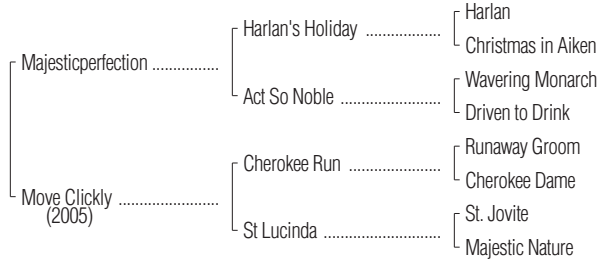 Harlan
Harlan's Holiday ..................
Christmas in Aiken
Majesticperfection ................
Wavering Monarch
Act So Noble ........................
Driven to Drink
Runaway Groom
Cherokee Run ......................
Cherokee Dame
Move Clickly ........................
(2005)
St. Jovite
St Lucinda ............................
Majestic Nature